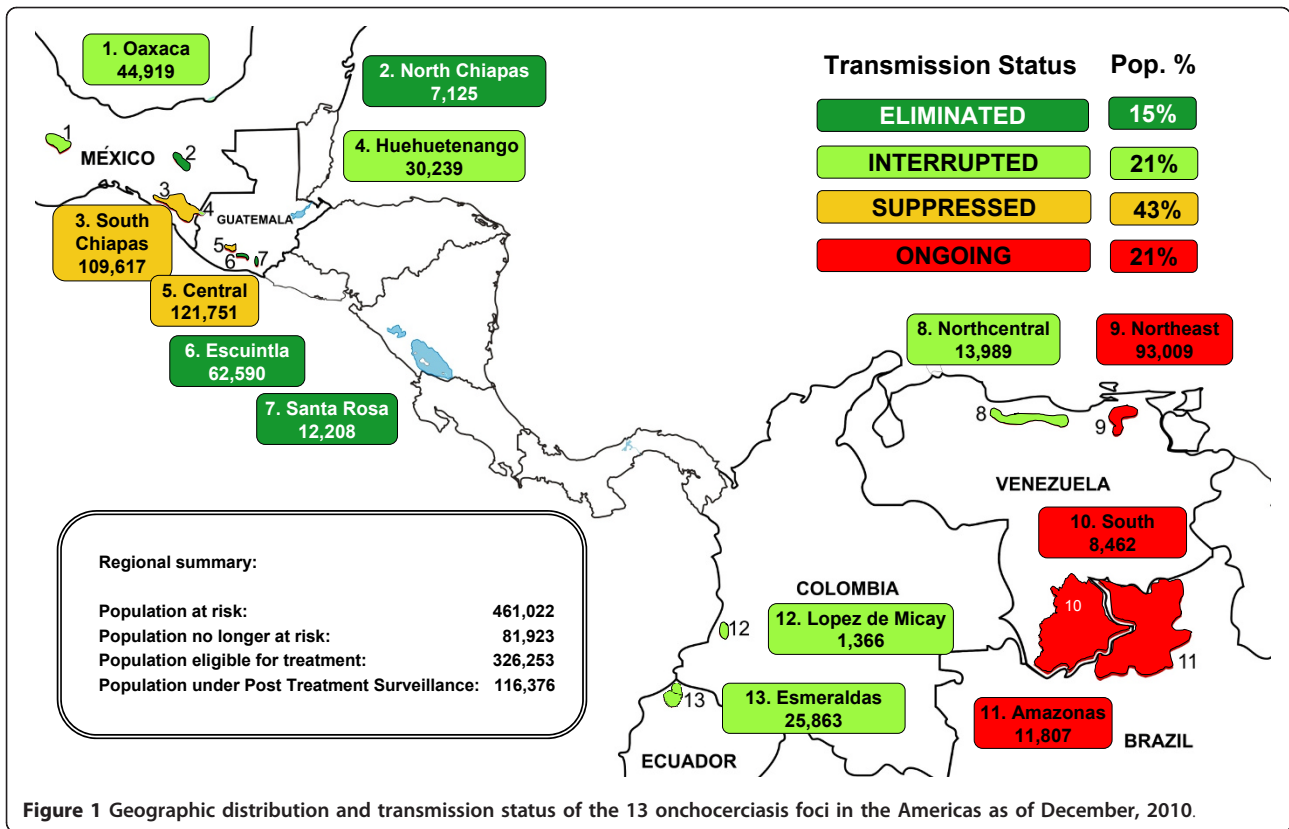 1. Oaxaca
44,919
2. North Chiapas
7,125
4. Huehuetenango
30,239
3. South
Chiapas
109,617
5. Central
121,751
6. Escuintla
62,590
7. Santa Rosa
12,208
1
MÉXICO
2
3
4
GUATEMALA
5
6
7
Transmission Status Pop. %
ELIMINATED 15%
INTERRUPTED 21%
SUPPRESSED 43%
ONGOING 21%
8. Northcentral
13,989
9. Northeast
93,009
8
9
VENEZUELA
10. South
8,462
10
11
COLOMBIA
12
12. Lopez de Micay
1,366
13
13. Esmeraldas
25,863
11. Amazonas
11,807
ECUADOR
BRAZIL
Regional summary:
Population at risk: 461,022
Population no longer at risk: 81,923
Population eligible for treatment: 326,253
Population under Post Treatment Surveillance: 116,376
Figure 1 Geographic distribution and transmission status of the 13 onchocerciasis foci in the Americas as of December, 2010.